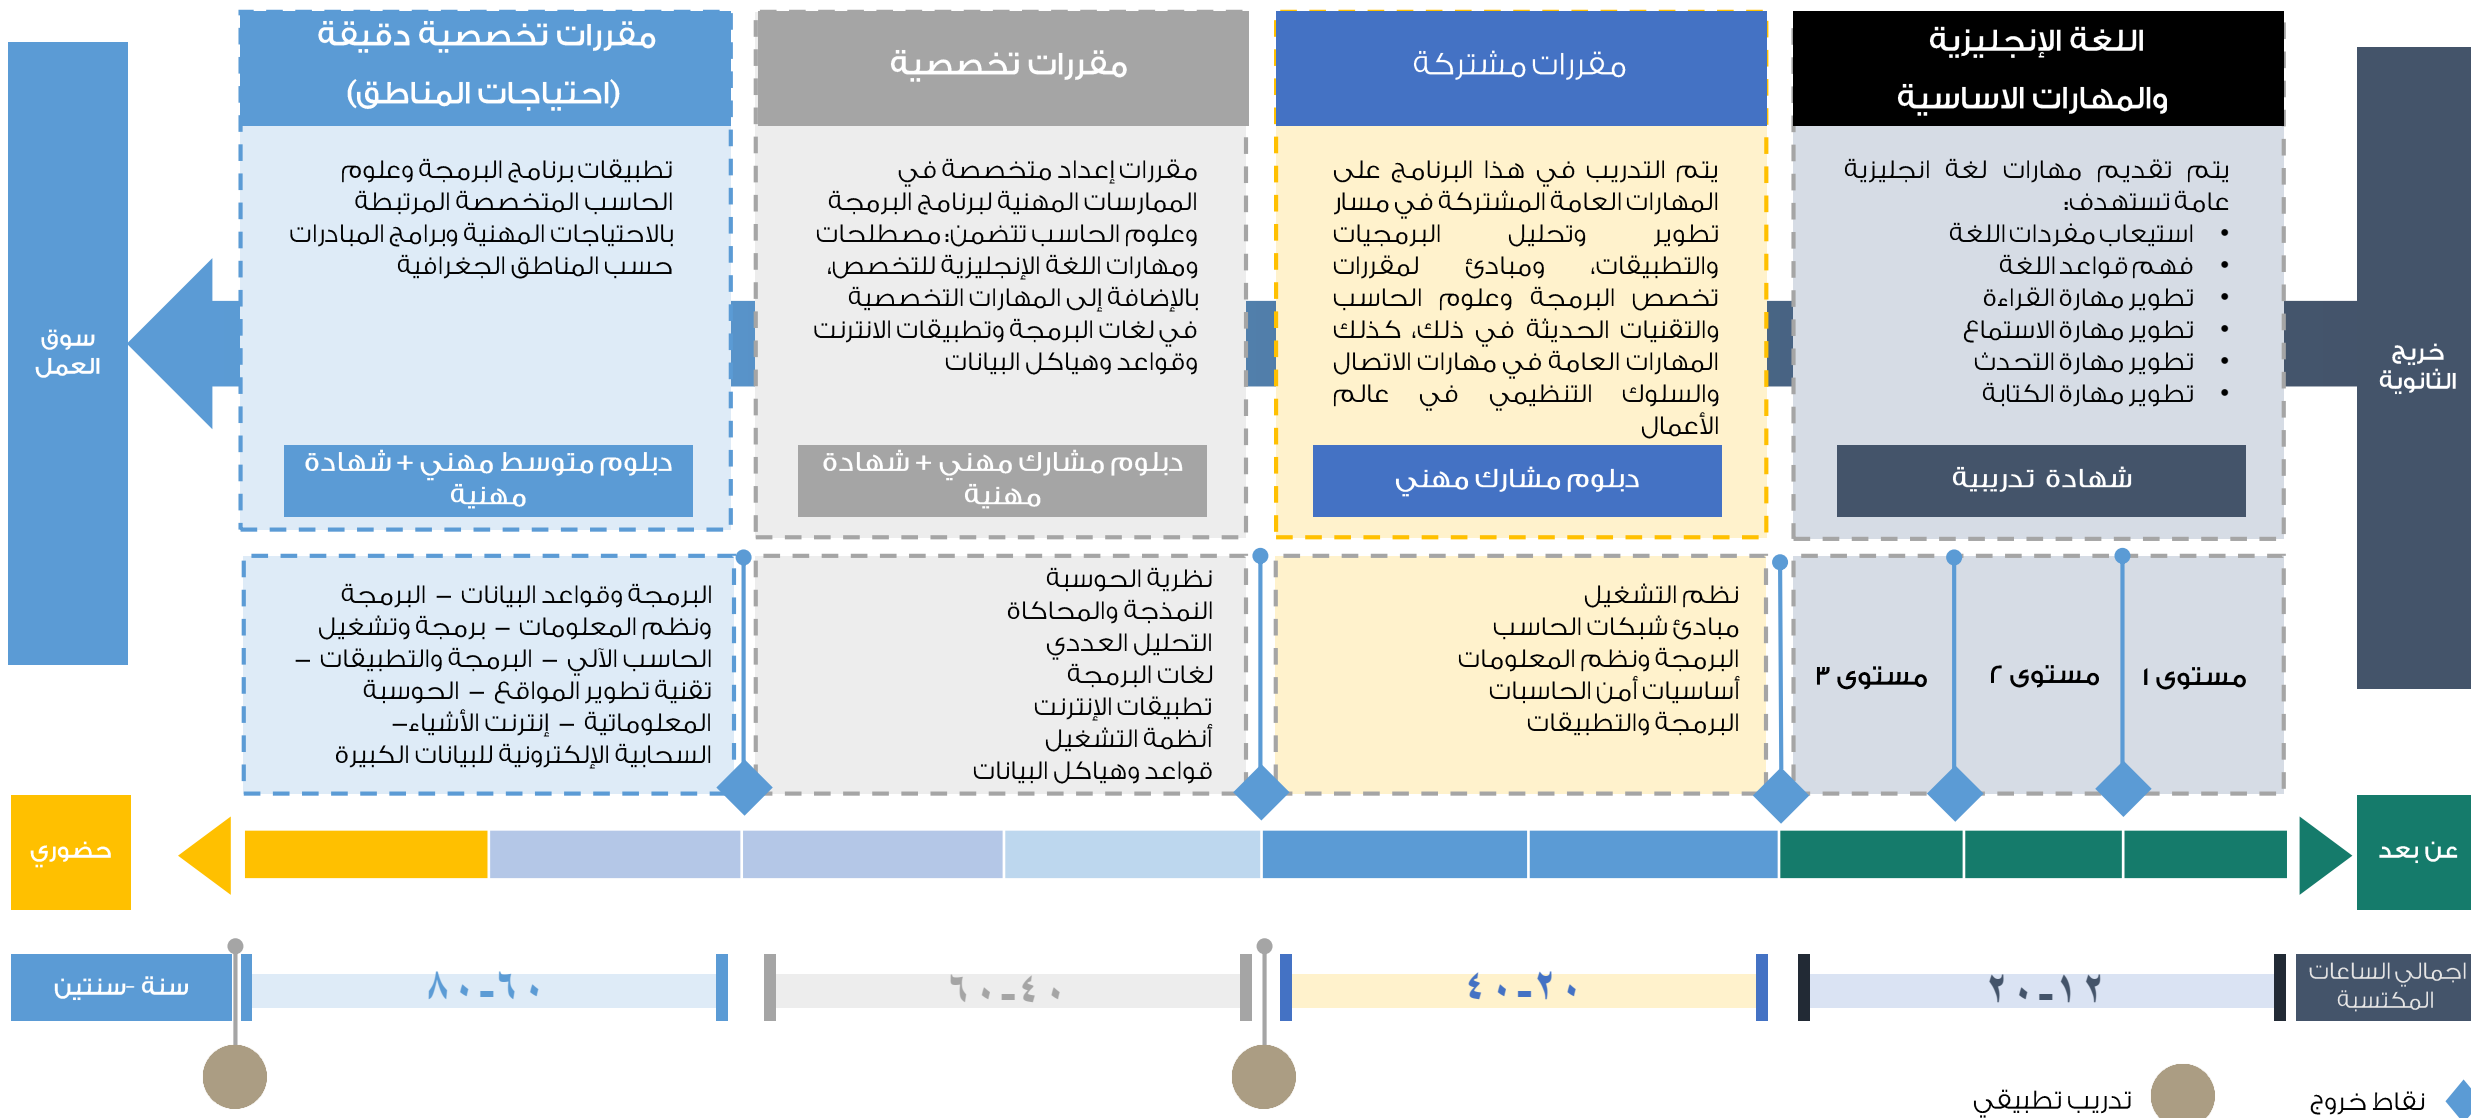 خريج
الثانوية
اللغة الإنجليزية
والمهارات الاساسية
يتم تقديم مهارات لغة انجليزية
عامة تستهدف:
• استيعاب مفردات اللغة
• فهم قواعد اللغة
• تطوير مهارة القراءة
• تطوير مهارة الاستماع
• تطوير مهارة التحدث
• تطوير مهارة الكتابة
شهادة تدريبية
مقررات مشتركة
يتم التدريب في هذا البرنامج على
المهارات العامة المشتركة في مسار
تطوير وتحليل البرمجيات
والتطبيقات، ومبادئ لمقررات
تخصص البرمجة وعلوم الحاسب
والتقنيات الحديثة في ذلك، كذلك
المهارات العامة في مهارات الاتصال
والسلوك التنظيمي في عالم
الأعمال
دبلوم مشارك مهني
مقررات تخصصية
مقررات إعداد متخصصة في
الممارسات المهنية لبرنامج البرمجة
وعلوم الحاسب تتضمن: مصطلحات
ومهارات اللغة الإنجليزية للتخصص،
بالإضافة إلى المهارات التخصصية
في لغات البرمجة وتطبيقات الانترنت
وقواعد وهياكل البيانات
دبلوم مشارك مهني + شهادة
مهنية
مقررات تخصصية دقيقة
(احتياجات المناطق)
تطبيقات برنامج البرمجة وعلوم
الحاسب المتخصصة المرتبطة
بالاحتياجات المهنية وبرامج المبادرات
حسب المناطق الجغرافية
دبلوم متوسط مهني + شهادة
مهنية
سوق
العمل
مستوى ١
مستوى ٢
مستوى ٣
نظم التشغيل
مبادئ شبكات الحاسب
البرمجة ونظم المعلومات
أساسيات أمن الحاسبات
البرمجة والتطبيقات
نظرية الحوسبة
النمذجة والمحاكاة
التحليل العددي
لغات البرمجة
تطبيقات الإنترنت
أنظمة التشغيل
قواعد وهياكل البيانات
البرمجة وقواعد البيانات – البرمجة
ونظم المعلومات – برمجة وتشغيل
الحاسب الآلي – البرمجة والتطبيقات –
تقنية تطوير المواقع – الحوسبة
المعلوماتية – إنترنت الأشياء–
السحابية الإلكترونية للبيانات الكبيرة
عن بعد
حضوري
اجمالي الساعات
المكتسبة
١٢-٢٠
٢٠-٤٠
٤٠-٦٠
٦٠-٨٠
سنة -سنتين
نقاط خروج
تدريب تطبيقي